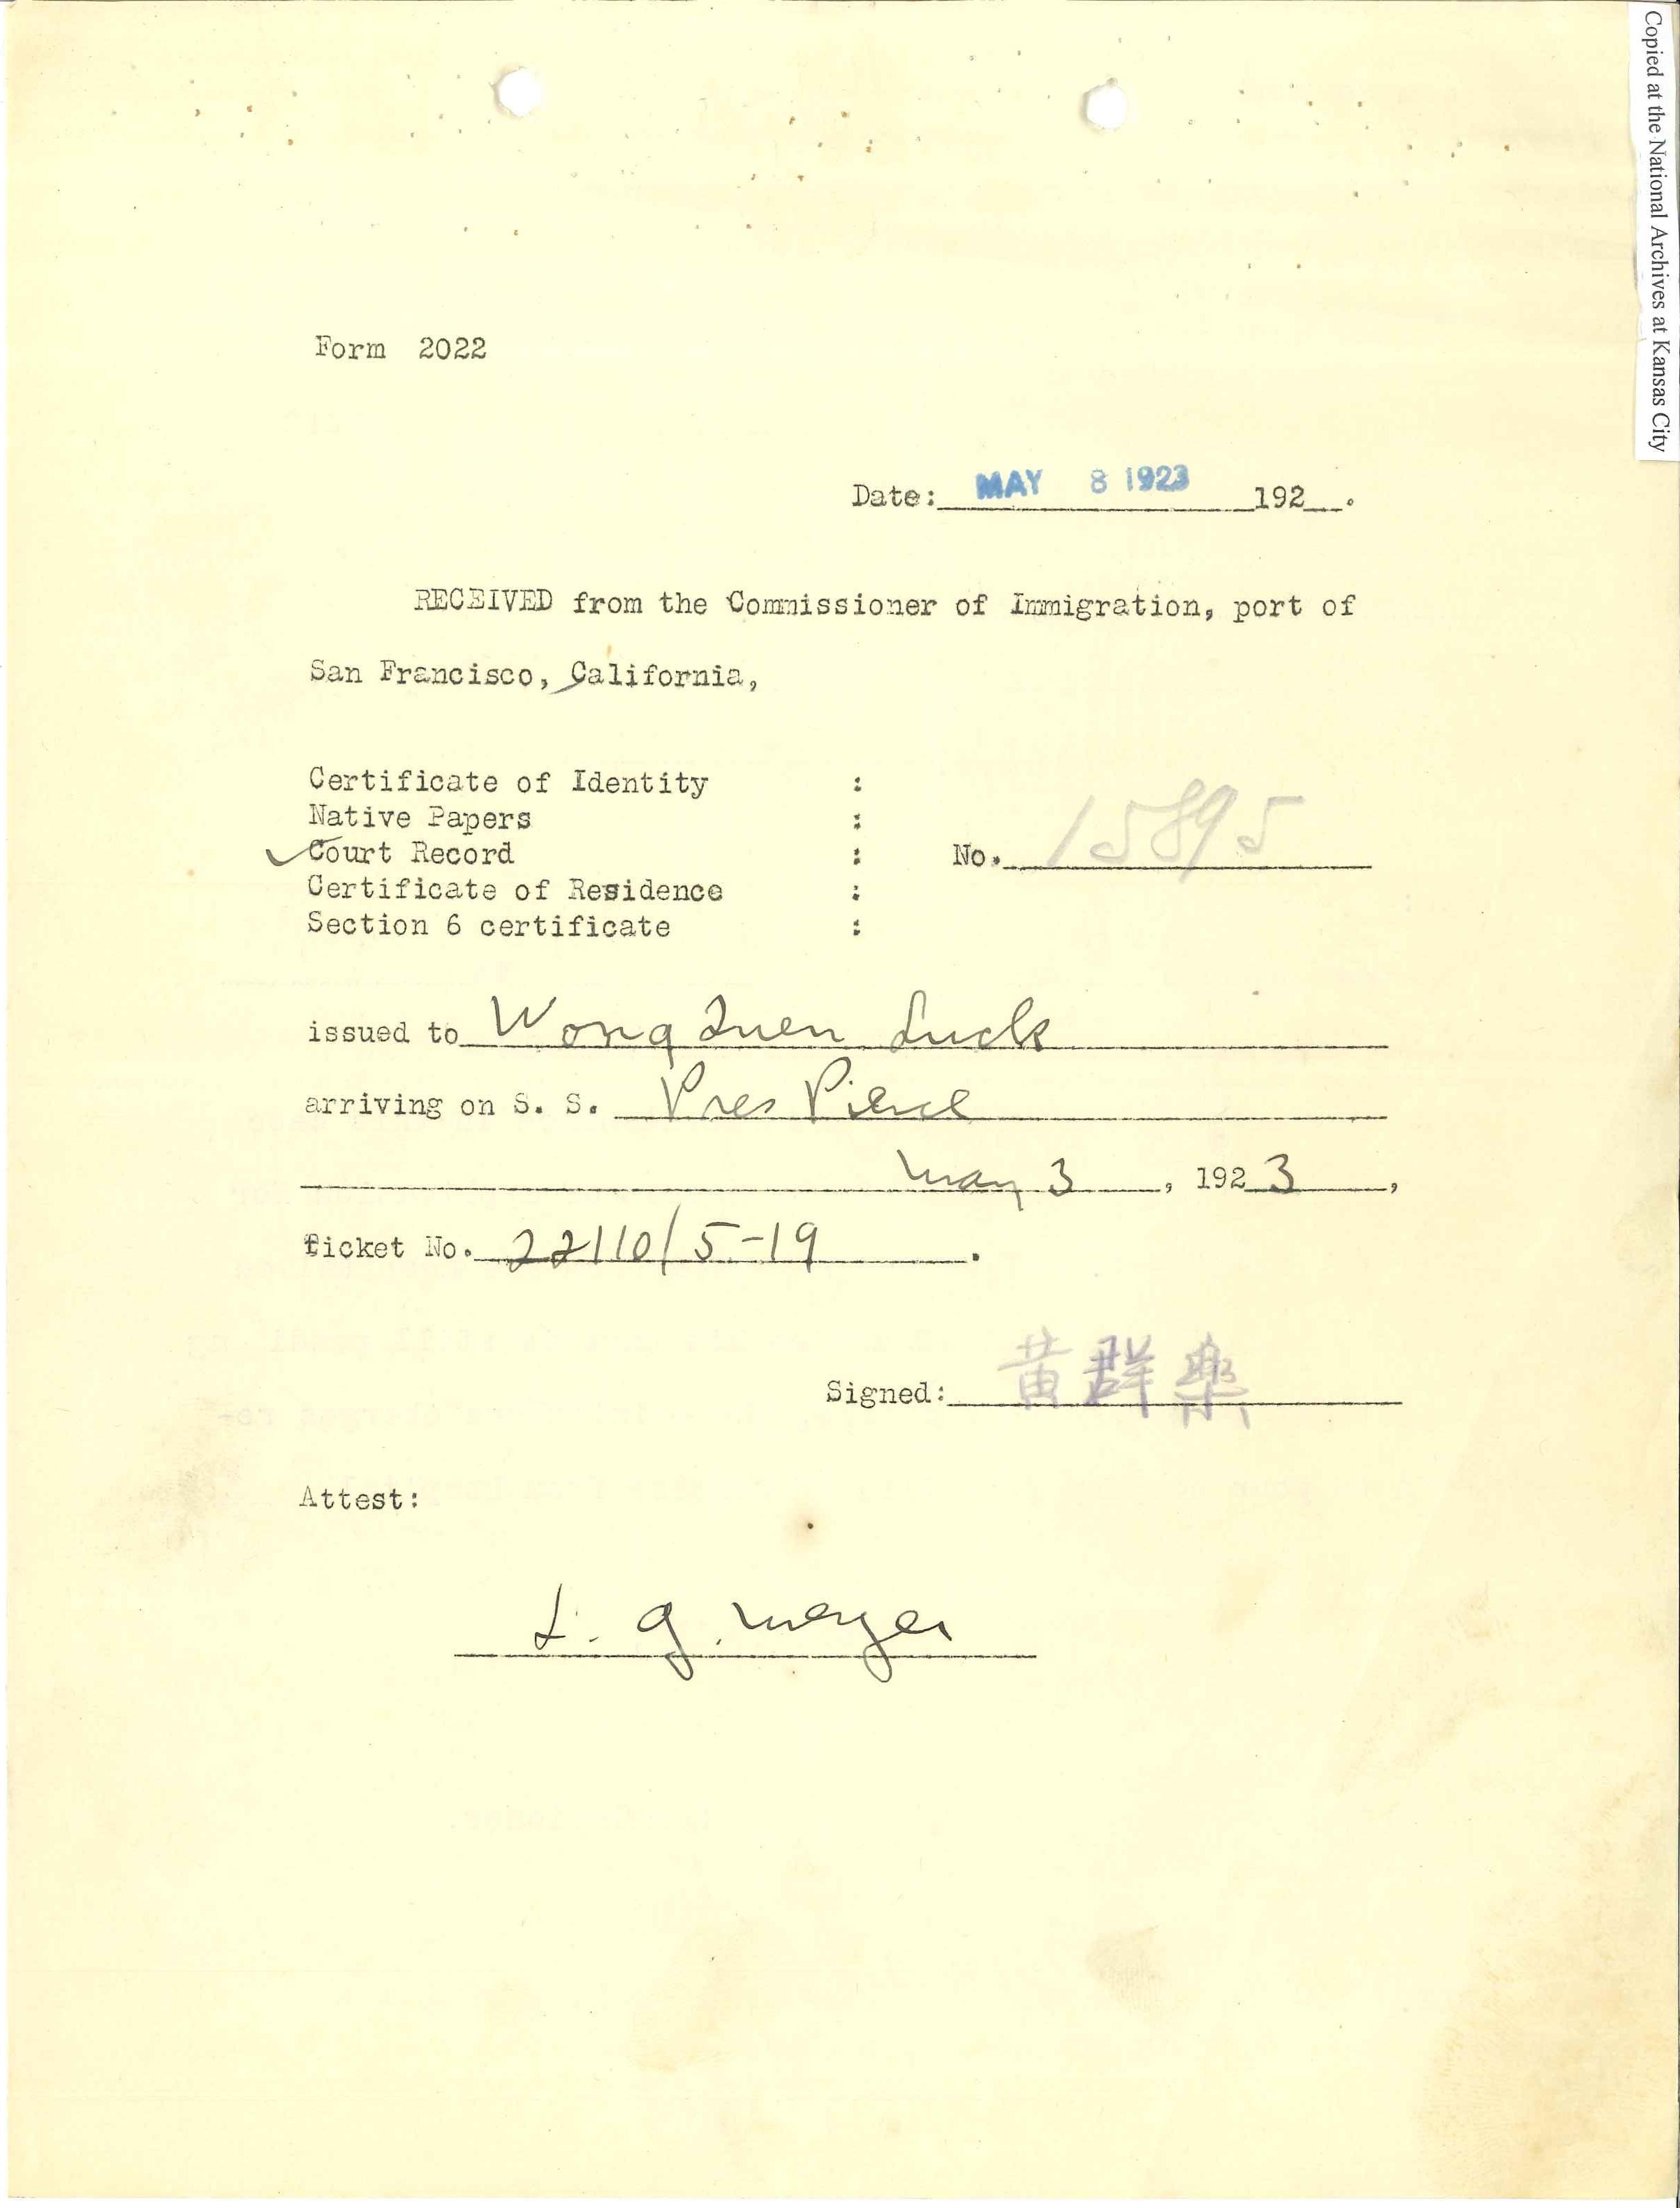 Copied at the National Archives at Kansas City
Form 2022
Date: MAY 8 1923 192__.
RECEIVED from the Commissioner of Immigration, port of
San Francisco, California,
Certificate of Identity :
Native Papers :
✓ Court Record : No. 15895
Certificate of Residence :
Section 6 certificate :
issued to Wong Quen Luck
arriving on S. S. Pres Pierce
May 3, 1923,
ticket No. 22110/5-19.
Signed: 黄群樂
Attest:
L. G. Meyer